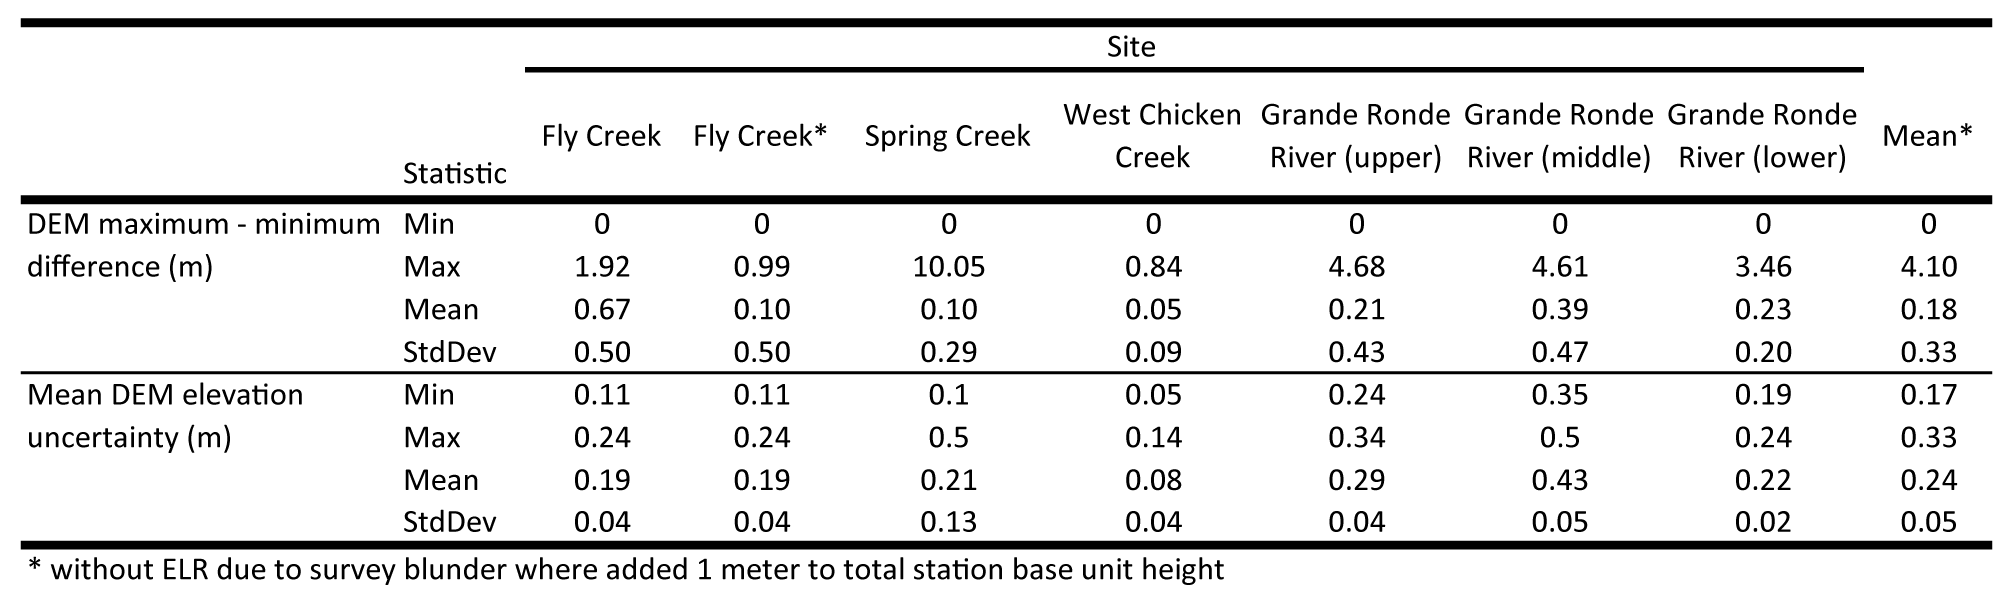 Site
Statistic Fly Creek Fly Creek* Spring Creek West Chicken Creek Grande Ronde River (upper) Grande Ronde River (middle) Grande Ronde River (lower) Mean*
DEM maximum - minimum Min 0 0 0 0 0 0 0 0
difference (m) Max 1.92 0.99 10.05 0.84 4.68 4.61 3.46 4.10
Mean 0.67 0.10 0.10 0.05 0.21 0.39 0.23 0.18
StdDev 0.50 0.50 0.29 0.09 0.43 0.47 0.20 0.33
Mean DEM elevation Min 0.11 0.11 0.1 0.05 0.24 0.35 0.19 0.17
uncertainty (m) Max 0.24 0.24 0.5 0.14 0.34 0.5 0.24 0.33
Mean 0.19 0.19 0.21 0.08 0.29 0.43 0.22 0.24
StdDev 0.04 0.04 0.13 0.04 0.04 0.05 0.02 0.05
* without ELR due to survey blunder where added 1 meter to total station base unit height